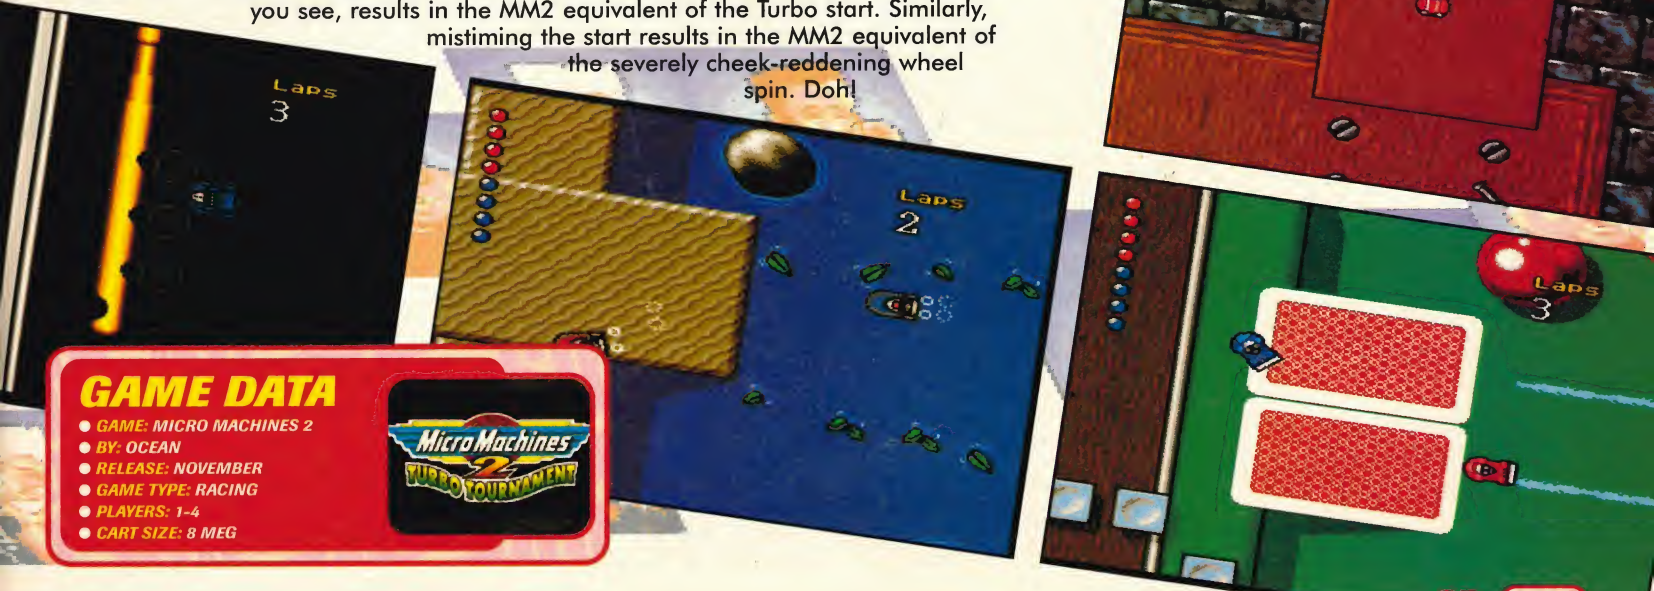 you see, results in the MM2 equivalent of the Turbo start. Similarly,
mistiming the start results in the MM2 equivalent of
the severely cheek-reddening wheel
spin. Doh!
Laps
3
Laps
2
Laps
3
GAME DATA
GAME: MICRO MACHINES 2
BY: OCEAN
RELEASE: NOVEMBER
GAME TYPE: RACING
PLAYERS: 1-4
CART SIZE: 8 MEG
Micro Machines
2
TURBO TOURNAMENT